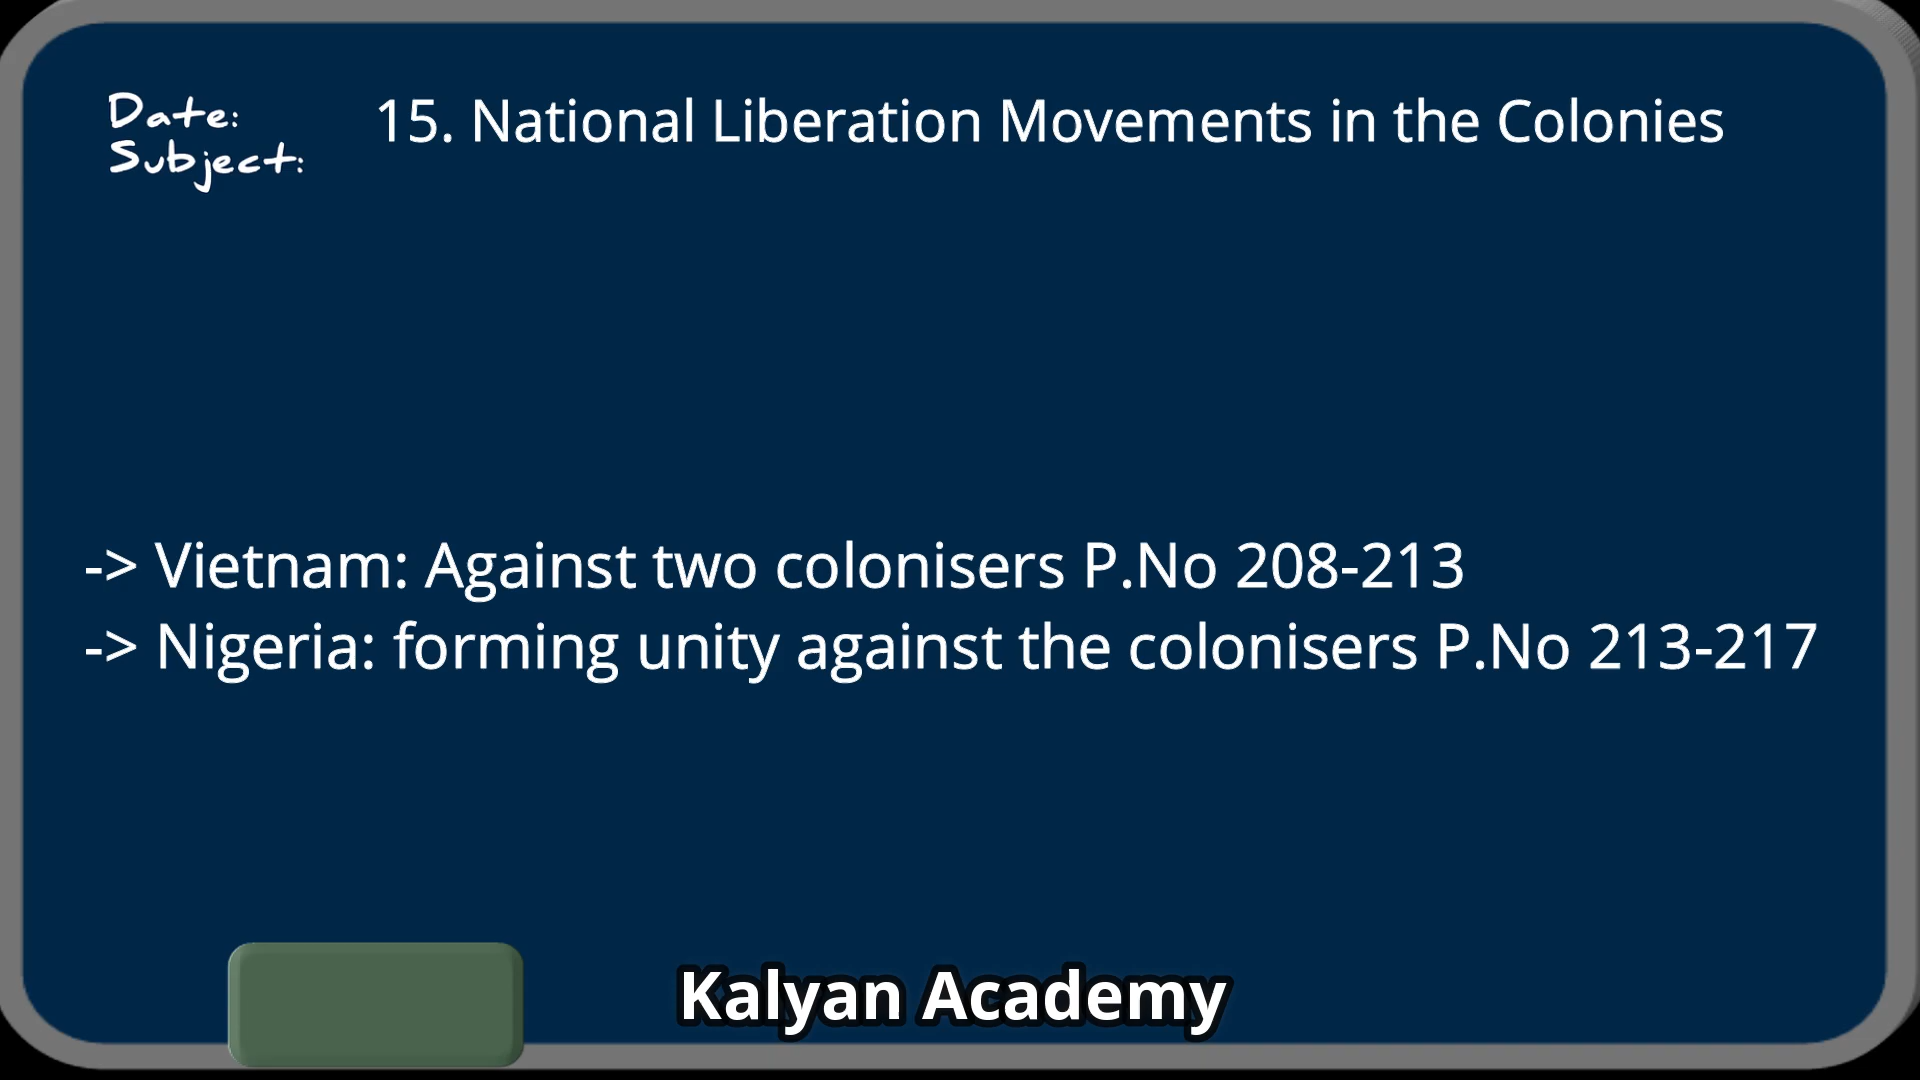 Date:
Subject:
15. National Liberation Movements in the Colonies
-> Vietnam: Against two colonisers P.No 208-213
-> Nigeria: forming unity against the colonisers P.No 213-217
Kalyan Academy